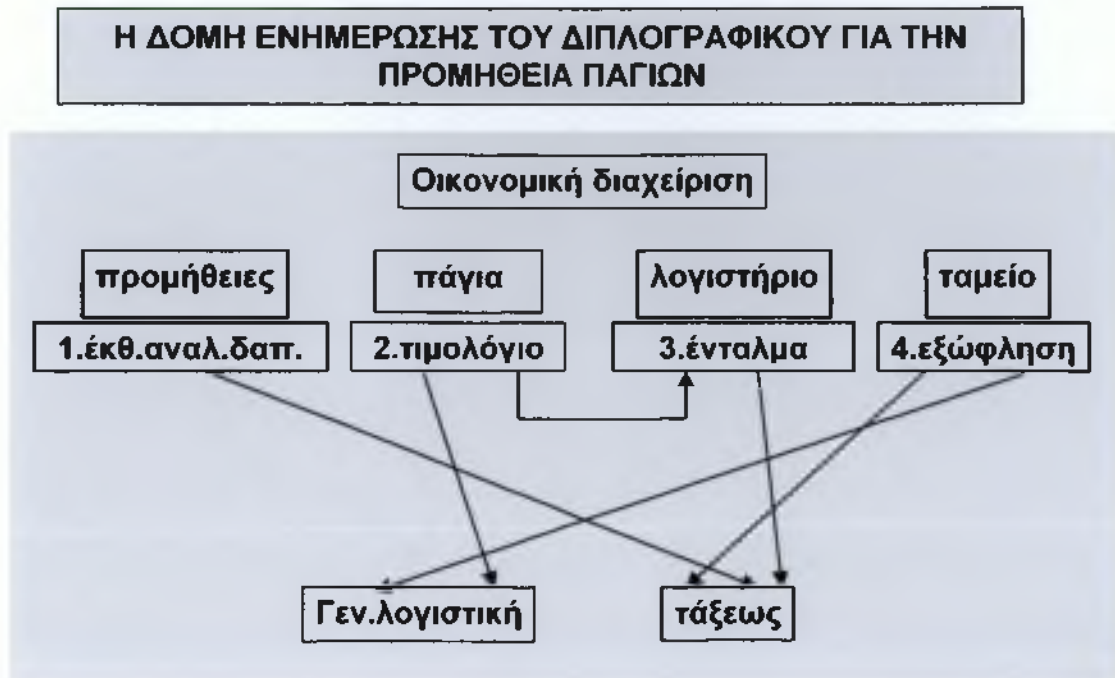 Η ΔΟΜΗ ΕΝΗΜΕΡΩΣΗΣ ΤΟΥ ΔΙΠΛΟΓΡΑΦΙΚΟΥ ΓΙΑ ΤΗΝ
ΠΡΟΜΗΘΕΙΑ ΠΑΓΙΩΝ
Οικονομική διαχείριση
προμήθειες πάγια λογιστήριο ταμείο
1.έκθ.αναλ.δαπ. 2.τιμολόγιο 3.ένταλμα 4.εξώφληση
Γεν.λογιστική τάξεως